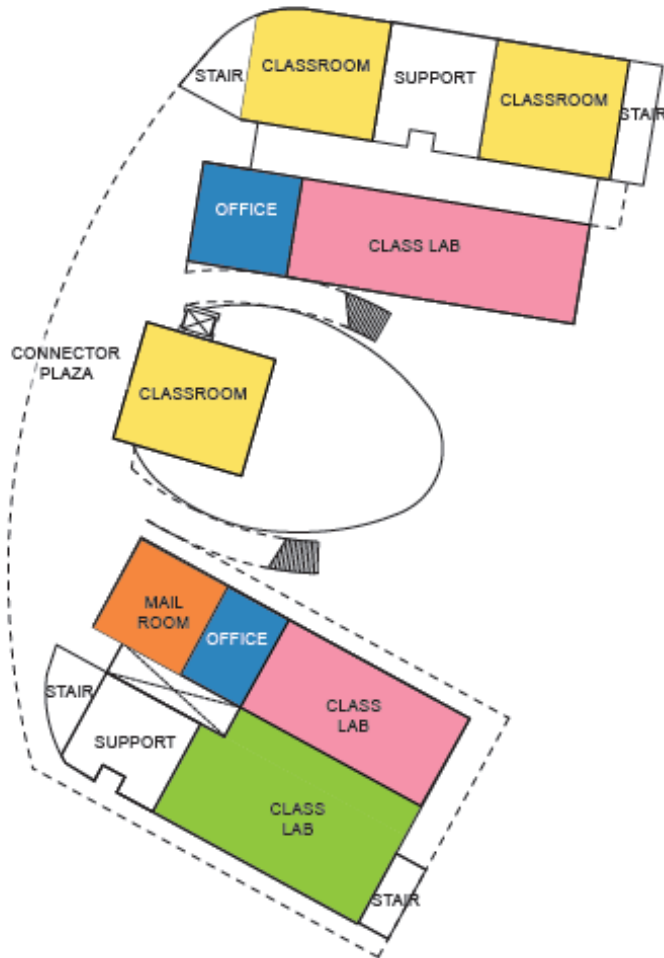 STAIR
CLASSROOM
SUPPORT
CLASSROOM
STAIR
OFFICE
CLASS LAB
CONNECTOR
PLAZA
CLASSROOM
MAIL
ROOM
OFFICE
STAIR
CLASS
LAB
SUPPORT
CLASS
LAB
STAIR